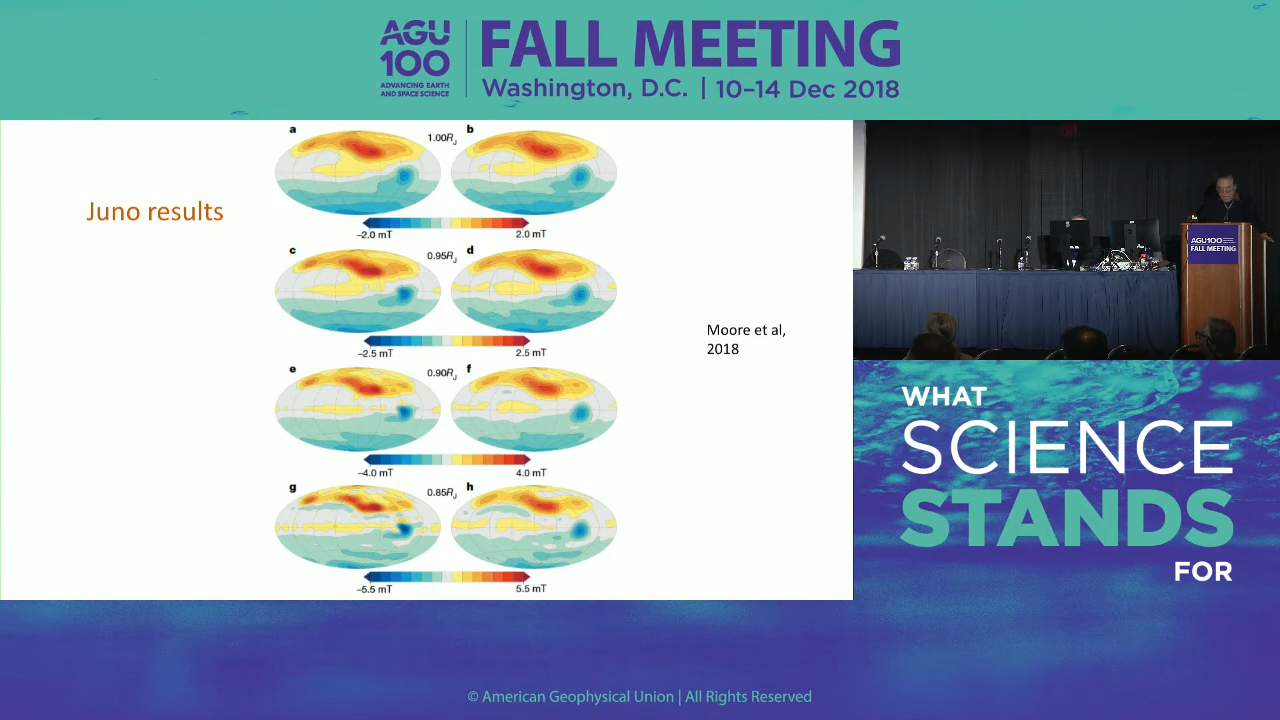 AGU
100
ADVANCING EARTH
AND SPACE SCIENCE
FALL MEETING
Washington, D.C. | 10–14 Dec 2018
Juno results
a
1.00R_J
b
−2.0 mT
2.0 mT
c
0.95R_J
d
−2.5 mT
2.5 mT
e
0.90R_J
f
−4.0 mT
4.0 mT
g
0.85R_J
h
−5.5 mT
5.5 mT
Moore et al,
2018
AGU100
FALL MEETING
WHAT
SCIENCE
STANDS
FOR
© American Geophysical Union | All Rights Reserved